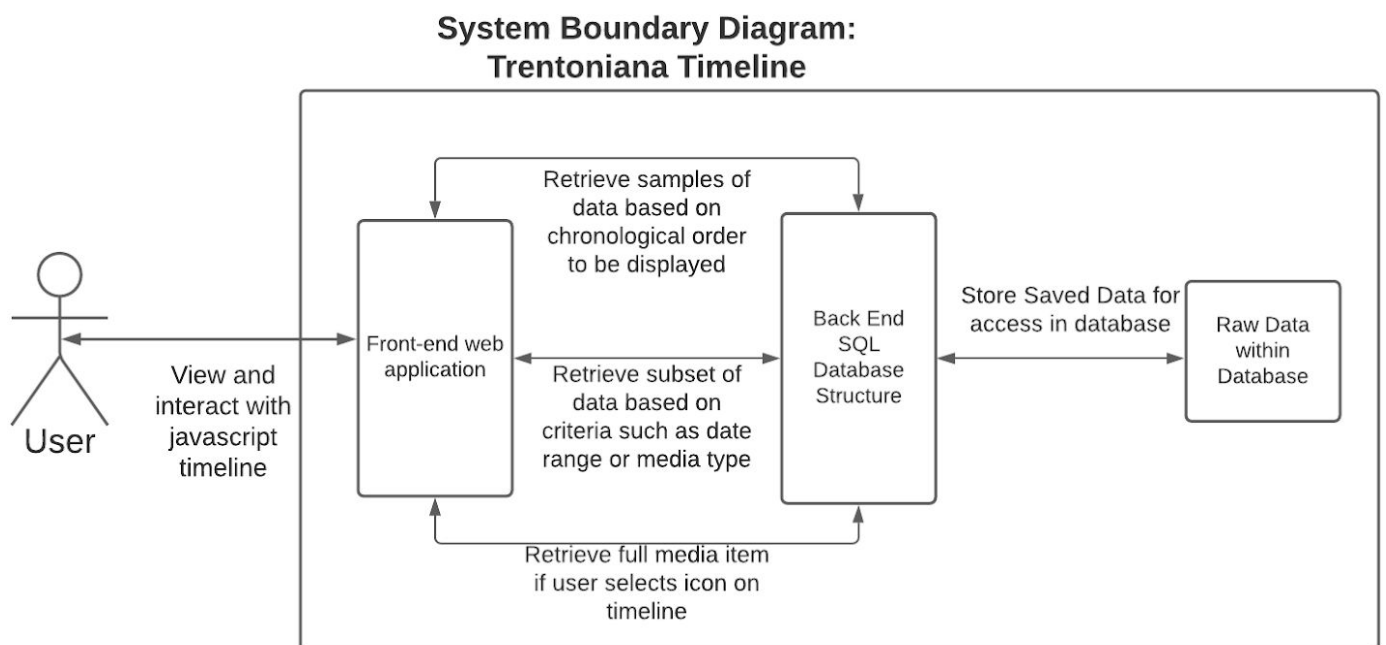 System Boundary Diagram:
Trentoniana Timeline
Retrieve samples of
data based on
chronological order
to be displayed
Front-end web
application
Back End
SQL
Database
Structure
Store Saved Data for
access in database
Raw Data
within
Database
View and
interact with
javascript
timeline
User
Retrieve subset of
data based on
criteria such as date
range or media type
Retrieve full media item
if user selects icon on
timeline